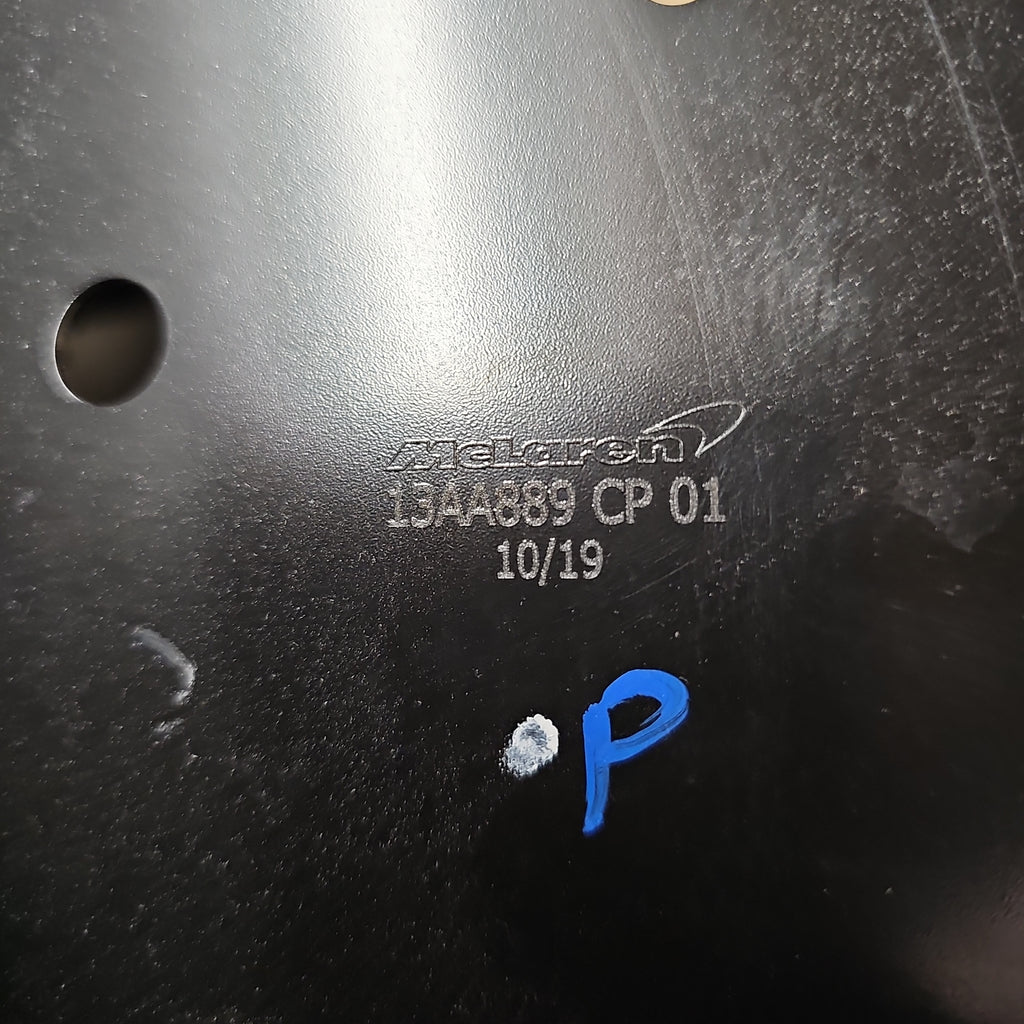 McLaren
13AA889 CP 01
10/19
P